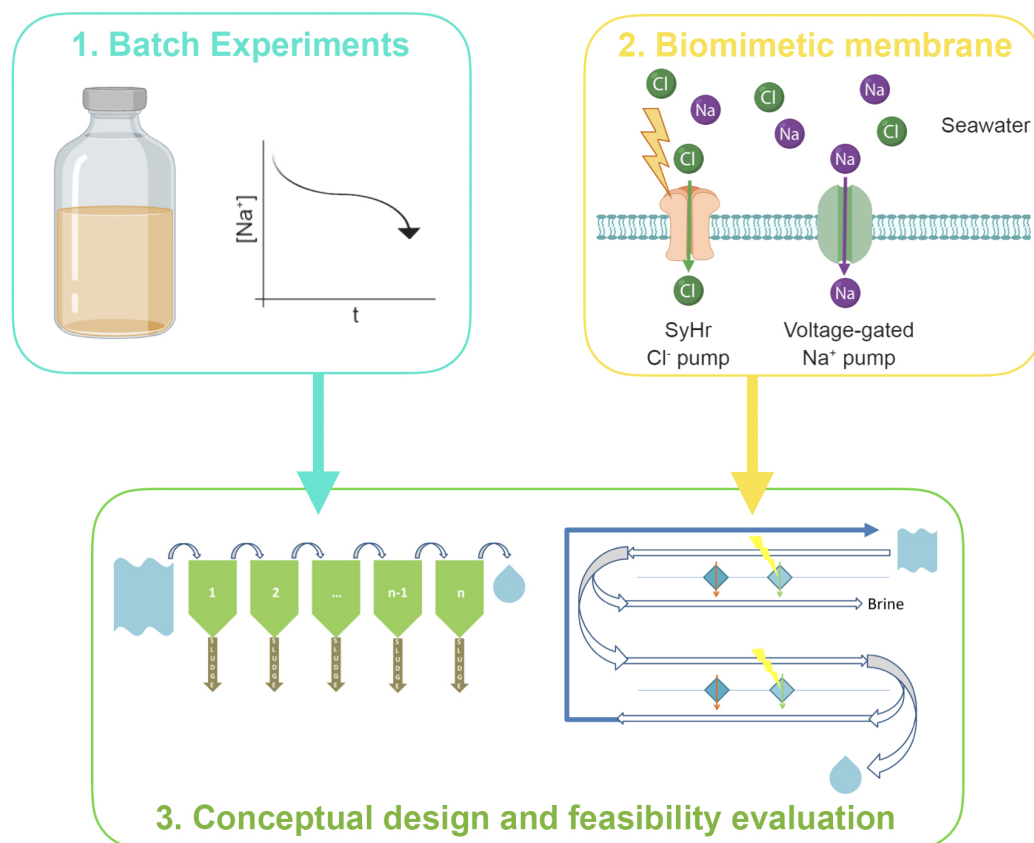 1. Batch Experiments
[Na⁺]
t
2. Biomimetic membrane
Cl
Na
Cl
Na
Na
Cl
Seawater
Cl
Na
Cl
Na
SyHr
Cl⁻ pump
Voltage-gated
Na⁺ pump
1
2
...
n-1
n
SLUDGE
SLUDGE
SLUDGE
SLUDGE
SLUDGE
Brine
3. Conceptual design and feasibility evaluation